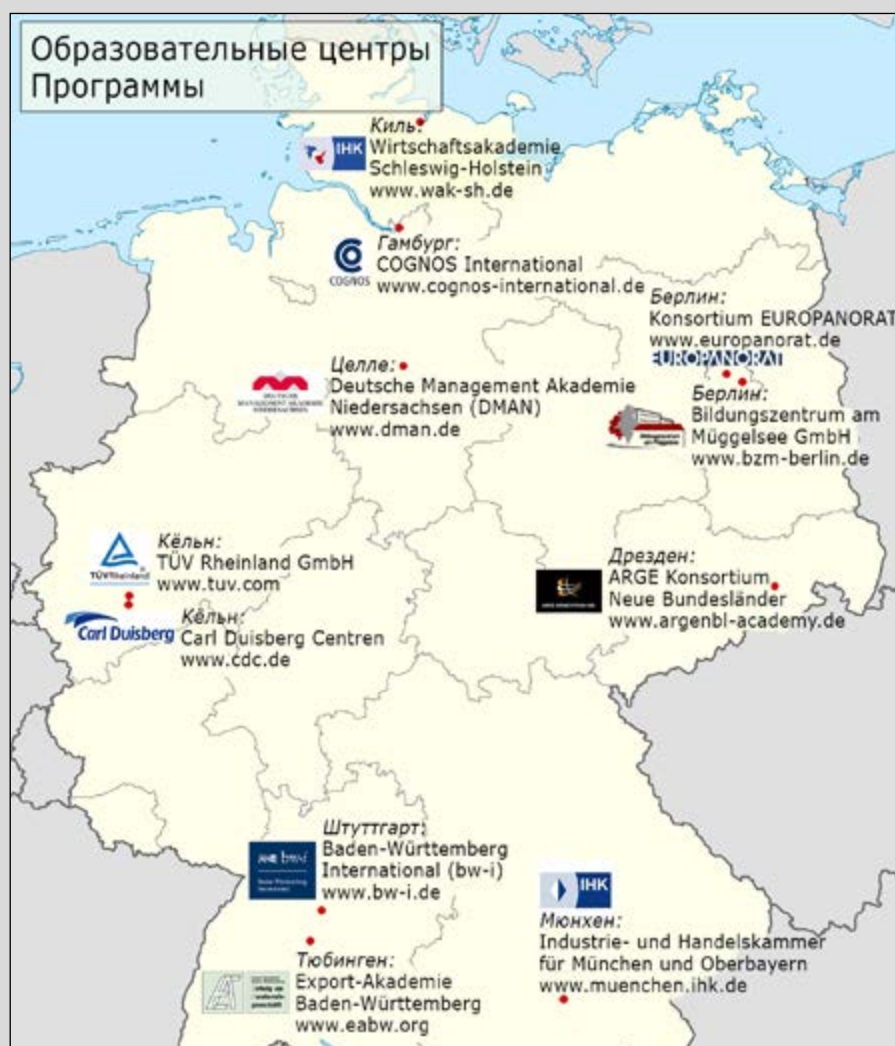 Образовательные центры
Программы
Киль:
IHK
Wirtschaftsakademie
Schleswig-Holstein
www.wak-sh.de
Гамбург:
COGNOS International
COGNOS
www.cognos-international.de
Берлин:
Konsortium EUROPANORAT
www.europanorat.de
EUROPANORAT
Целле:
Deutsche Management Akademie
Niedersachsen (DMAN)
www.dman.de
DEUTSCHE
MANAGEMENT AKADEMIE
NIEDERSACHSEN
Берлин:
Bildungszentrum am
Müggelsee GmbH
www.bzm-berlin.de
Кёльн:
TÜV Rheinland GmbH
www.tuv.com
TÜVRheinland
Кёльн:
Carl Duisberg
Carl Duisberg Centren
www.cdc.de
Дрезден:
ARGE Konsortium
Neue Bundesländer
www.argenbl-academy.de
Штуттгарт:
Baden-Württemberg
International (bw-i)
www.bw-i.de
bw-i
IHK
Мюнхен:
Industrie- und Handelskammer
für München und Oberbayern
www.muenchen.ihk.de
Тюбинген:
Export-Akademie
Baden-Württemberg
www.eabw.org